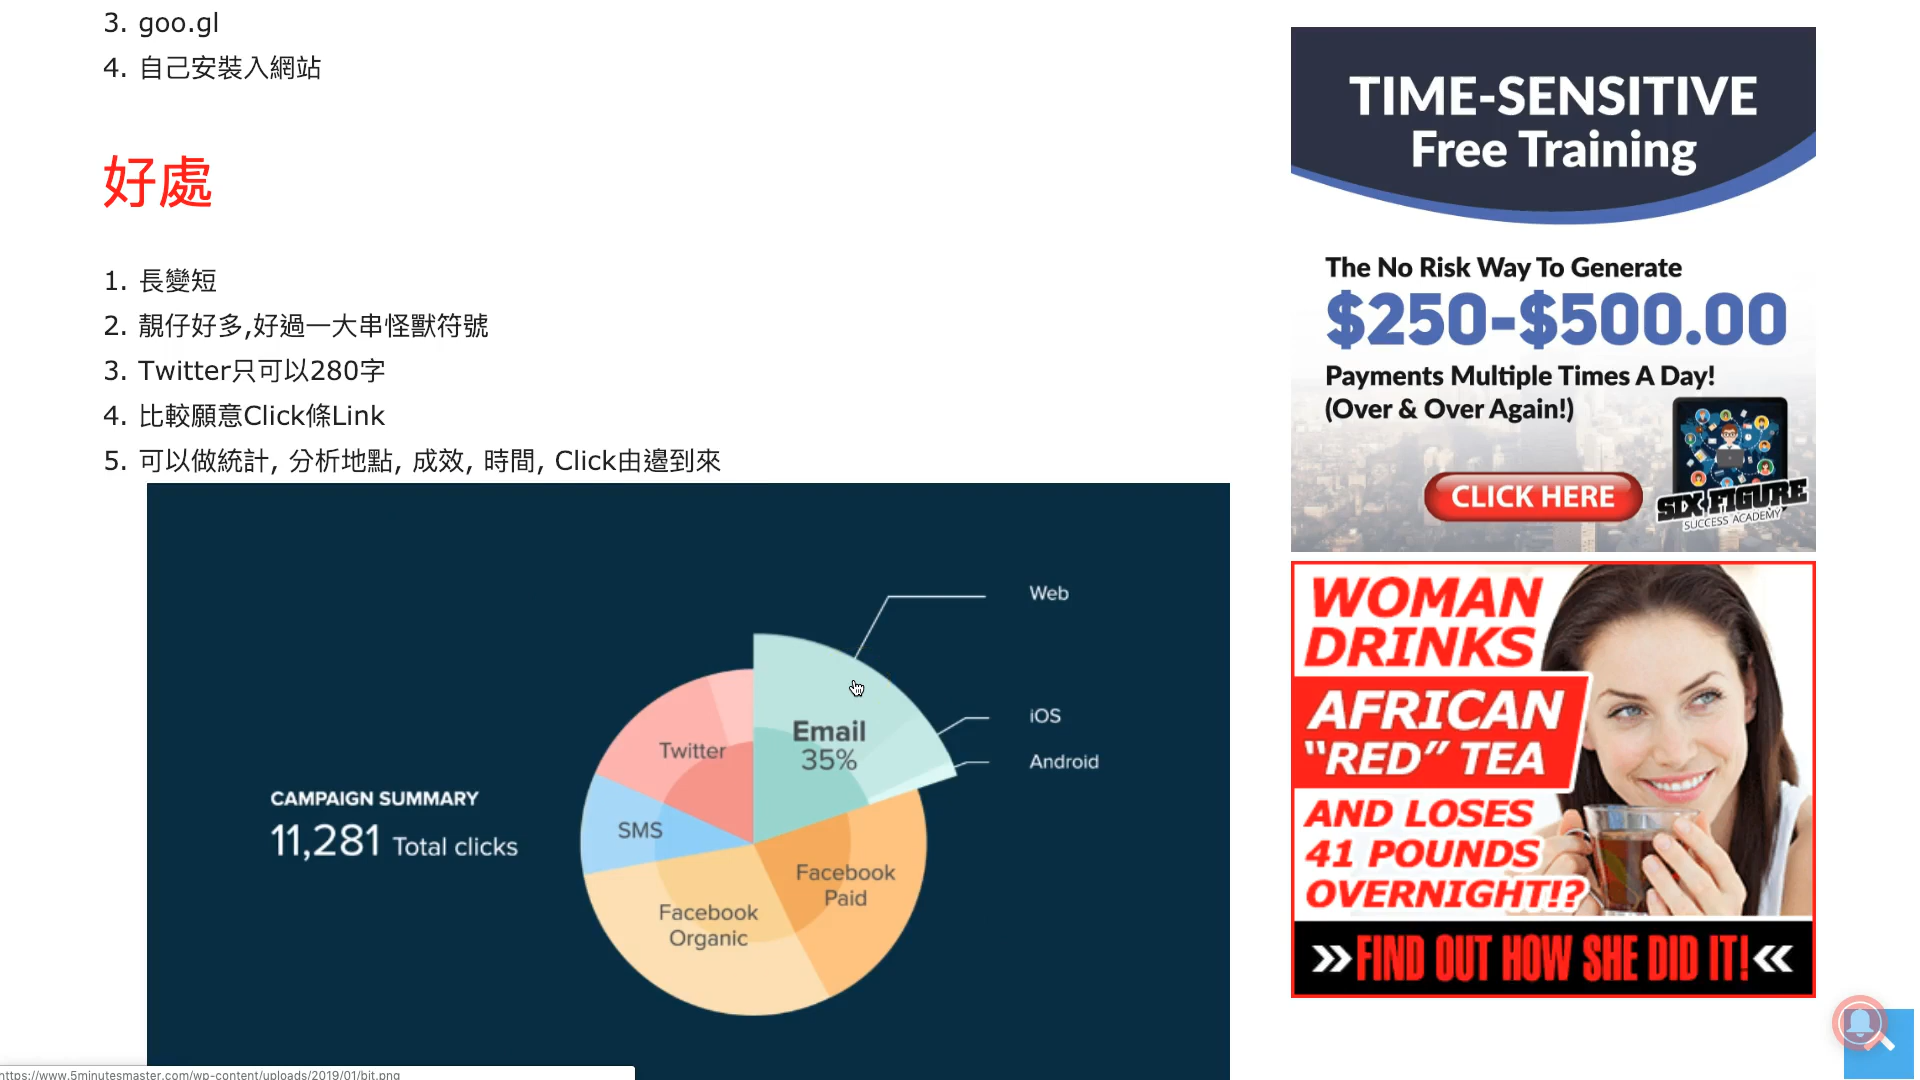 3. goo.gl
4. 自己安裝入網站
好處
1. 長變短
2. 靚仔好多,好過一大串怪獸符號
3. Twitter只可以280字
4. 比較願意Click條Link
5. 可以做統計, 分析地點, 成效, 時間, Click由邊到來
Web
iOS
Android
Email
35%
Twitter
SMS
Facebook
Paid
Facebook
Organic
CAMPAIGN SUMMARY
11,281 Total clicks
TIME-SENSITIVE
Free Training
The No Risk Way To Generate
$250-$500.00
Payments Multiple Times A Day!
(Over & Over Again!)
CLICK HERE
SIX FIGURE
SUCCESS ACADEMY
WOMAN
DRINKS
AFRICAN
“RED” TEA
AND LOSES
41 POUNDS
OVERNIGHT!?
FIND OUT HOW SHE DID IT!
https://www.5minutesmaster.com/wp-content/uploads/2019/01/bit.png